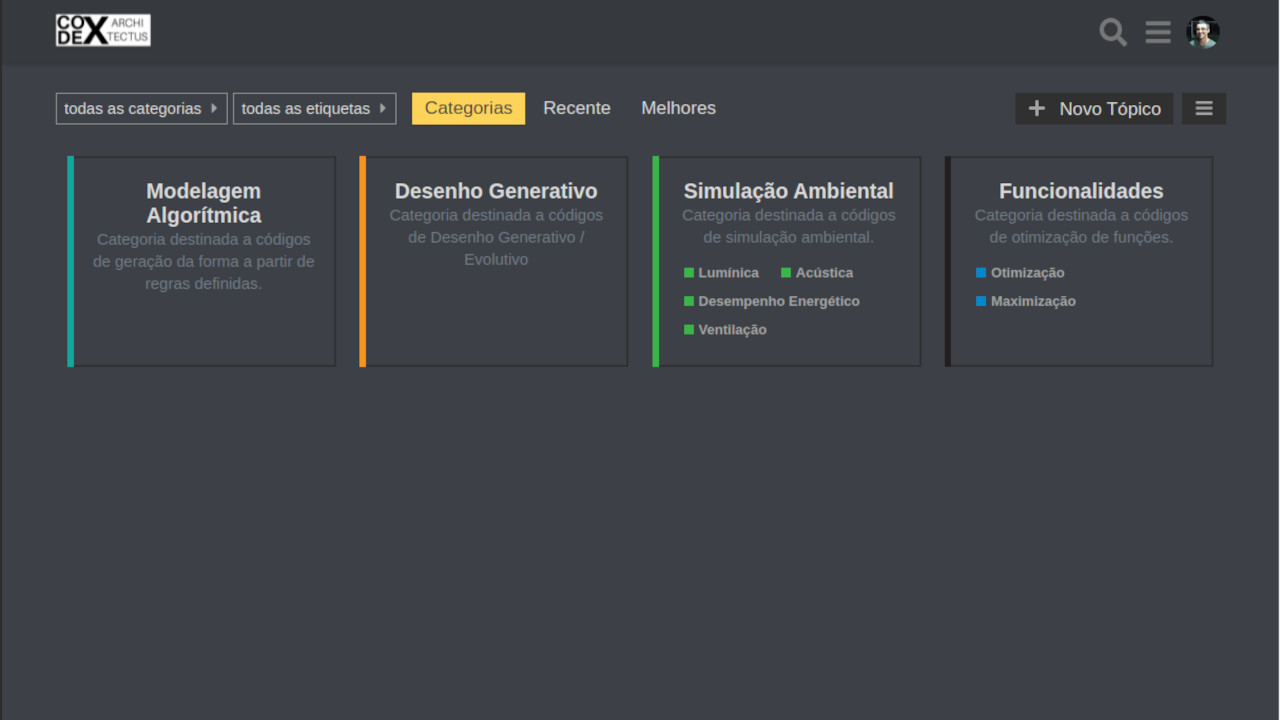 CO
DE X ARCHI
TECTUS
todas as categorias todas as etiquetas Categorias Recente Melhores Novo Tópico
Modelagem
Algorítmica
Categoria destinada a códigos
de geração da forma a partir de
regras definidas.
Desenho Generativo
Categoria destinada a códigos
de Desenho Generativo /
Evolutivo
Simulação Ambiental
Categoria destinada a códigos
de simulação ambiental.
Lumínica Acústica
Desempenho Energético
Ventilação
Funcionalidades
Categoria destinada a códigos
de otimização de funções.
Otimização
Maximização